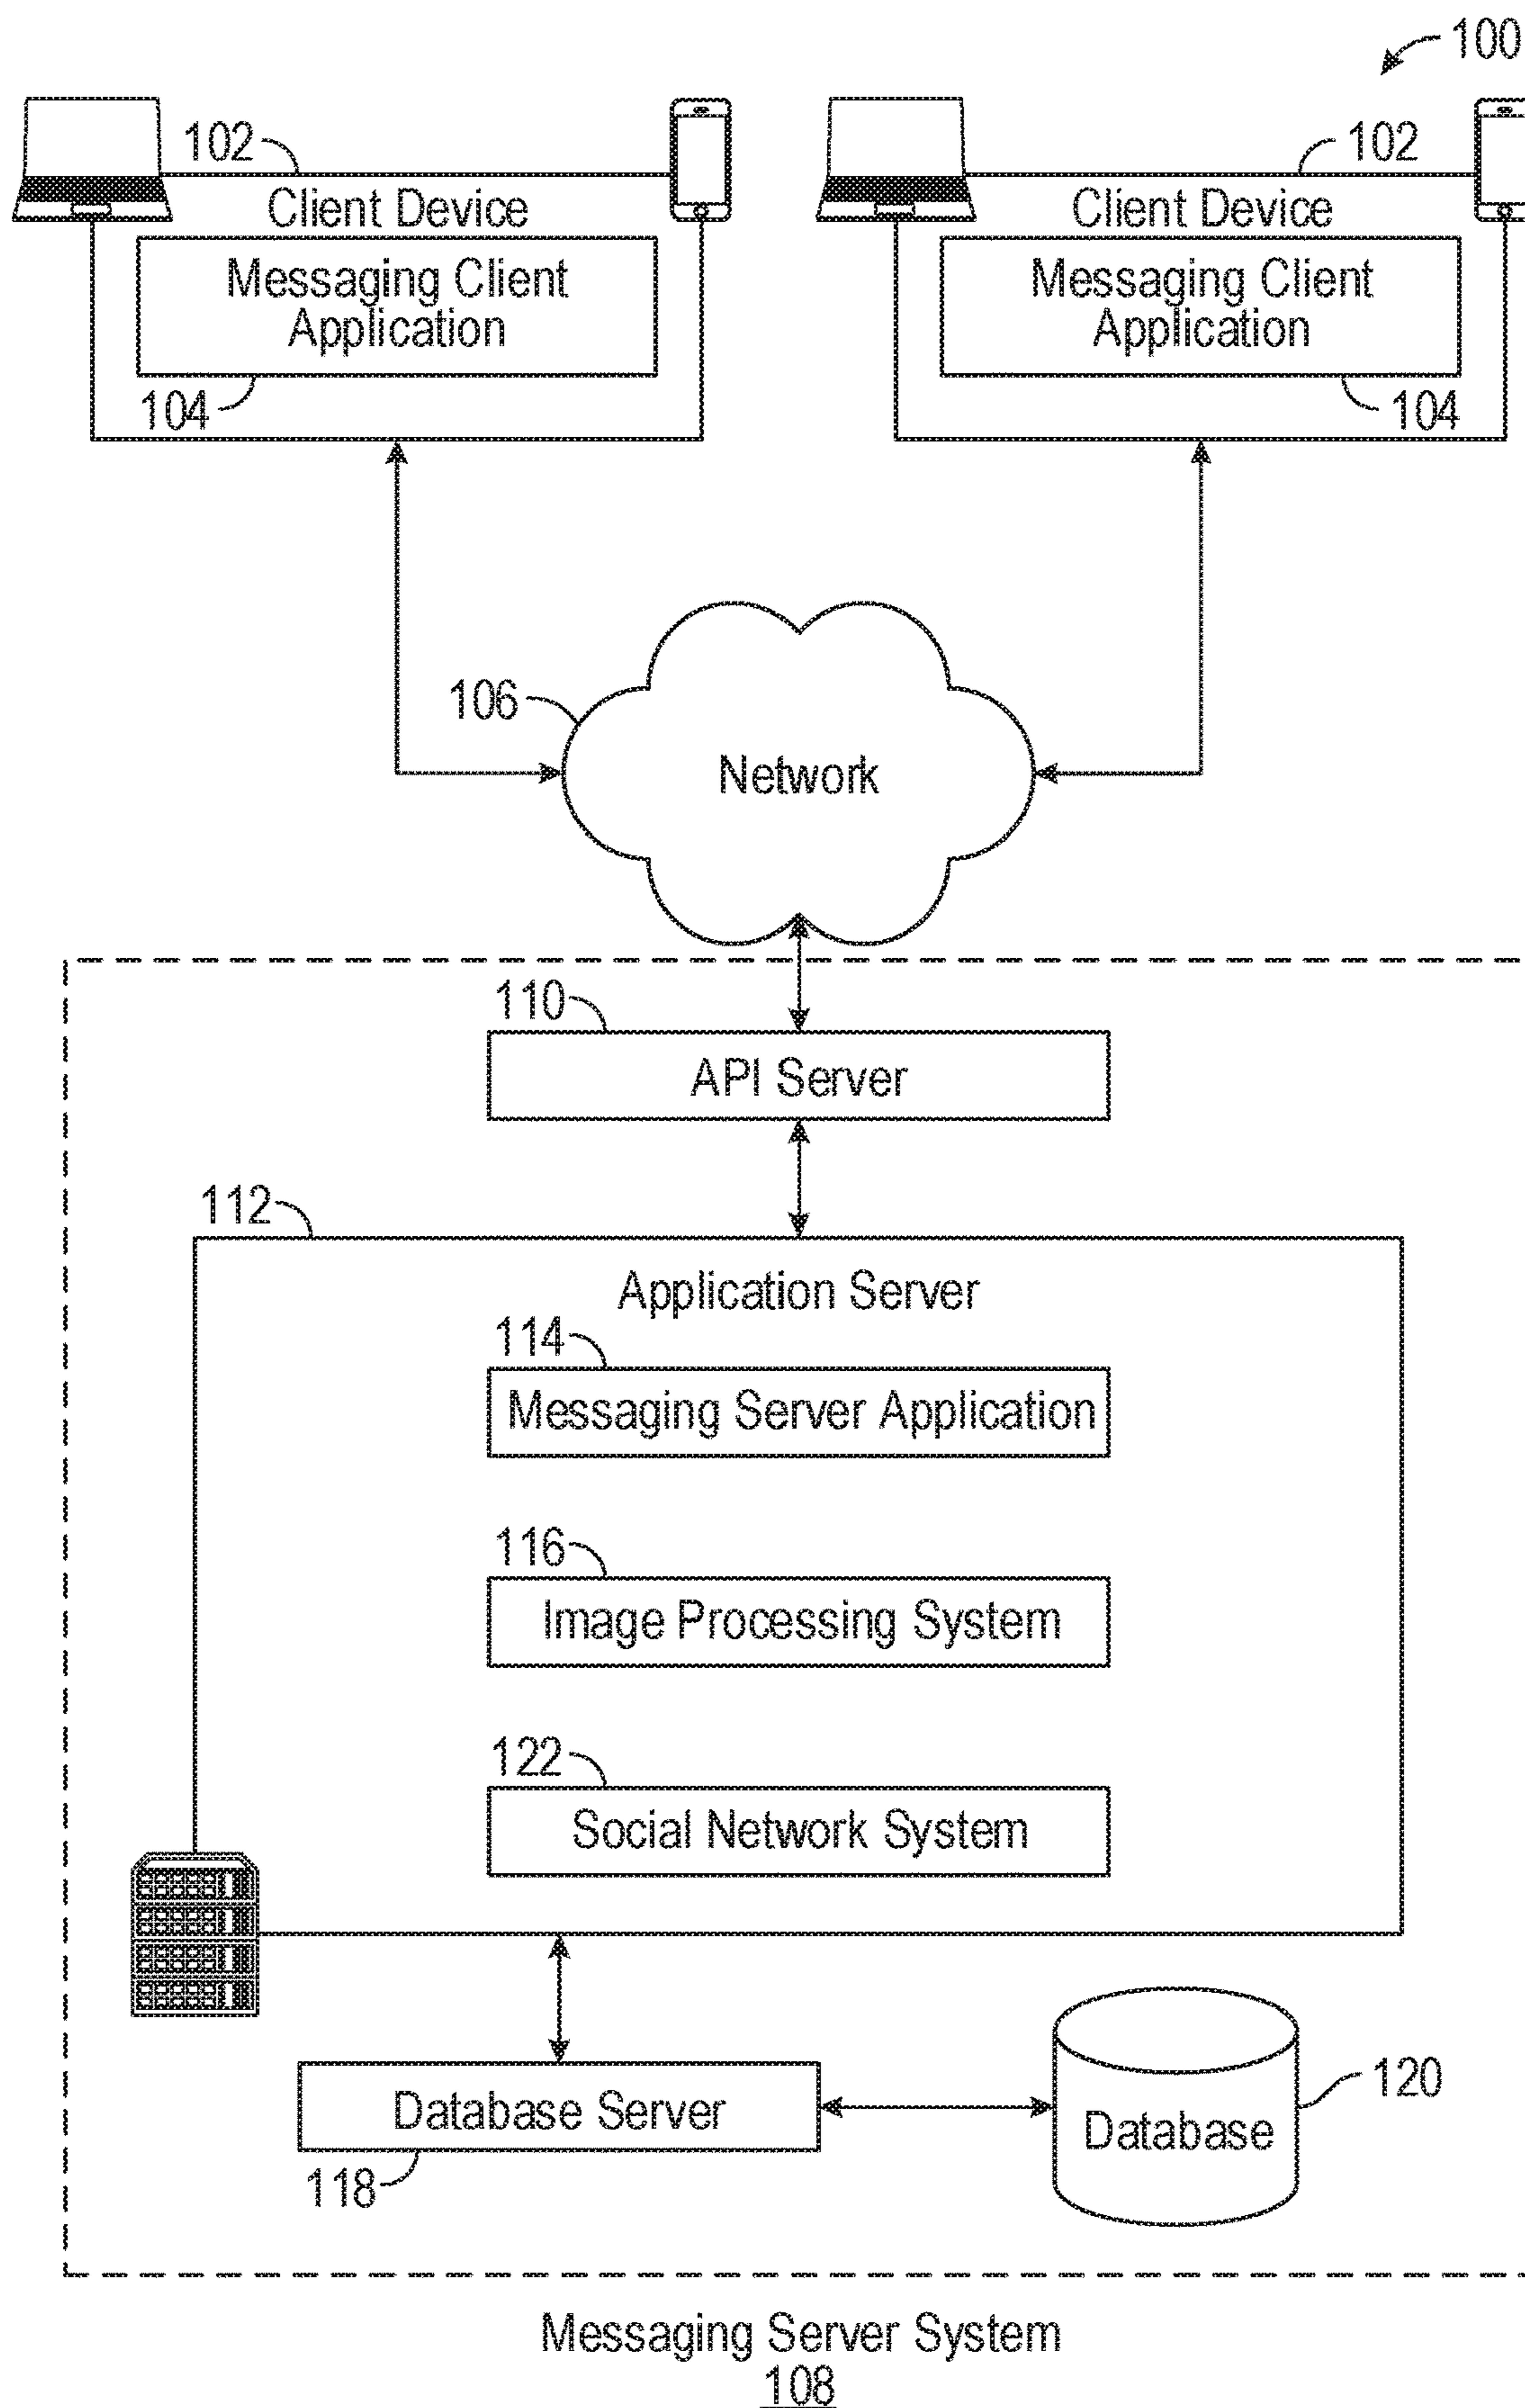 100
102
102
Client Device
Client Device
Messaging Client
Application
Messaging Client
Application
104
104
106
Network
110
API Server
112
Application Server
114
Messaging Server Application
116
Image Processing System
122
Social Network System
Database Server
118
Database
120
Messaging Server System
108